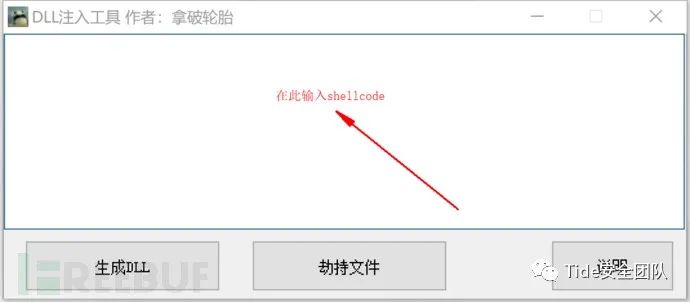 DLL注入工具 作者：拿破轮胎
在此输入shellcode
生成DLL
劫持文件
说明
FREEBUF
Tide安全团队